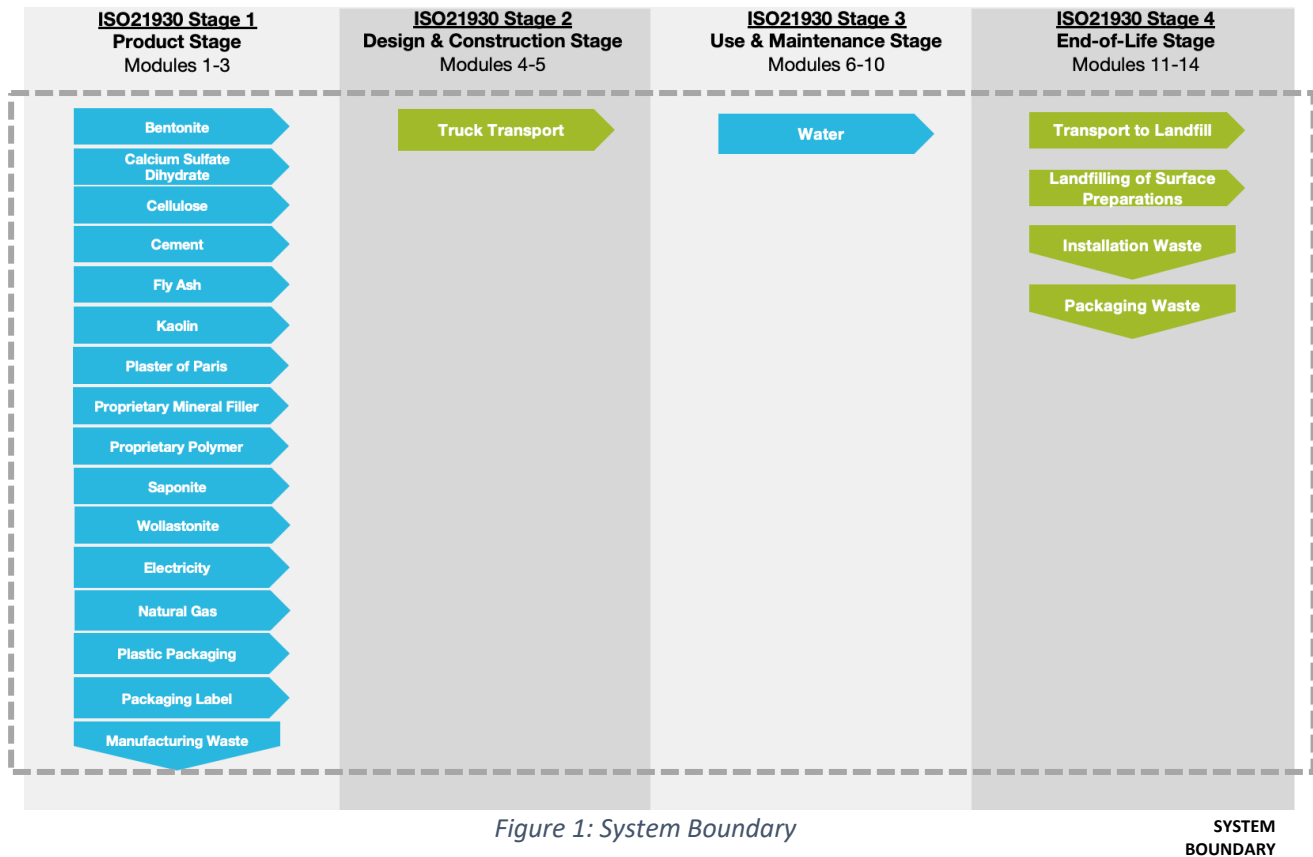 ISO21930 Stage 1
Product Stage
Modules 1-3
Bentonite
Calcium Sulfate
Dihydrate
Cellulose
Cement
Fly Ash
Kaolin
Plaster of Paris
Proprietary Mineral Filler
Proprietary Polymer
Saponite
Wollastonite
Electricity
Natural Gas
Plastic Packaging
Packaging Label
Manufacturing Waste
ISO21930 Stage 2
Design & Construction Stage
Modules 4-5
Truck Transport
ISO21930 Stage 3
Use & Maintenance Stage
Modules 6-10
Water
ISO21930 Stage 4
End-of-Life Stage
Modules 11-14
Transport to Landfill
Landfilling of Surface
Preparations
Installation Waste
Packaging Waste
Figure 1: System Boundary
SYSTEM
BOUNDARY